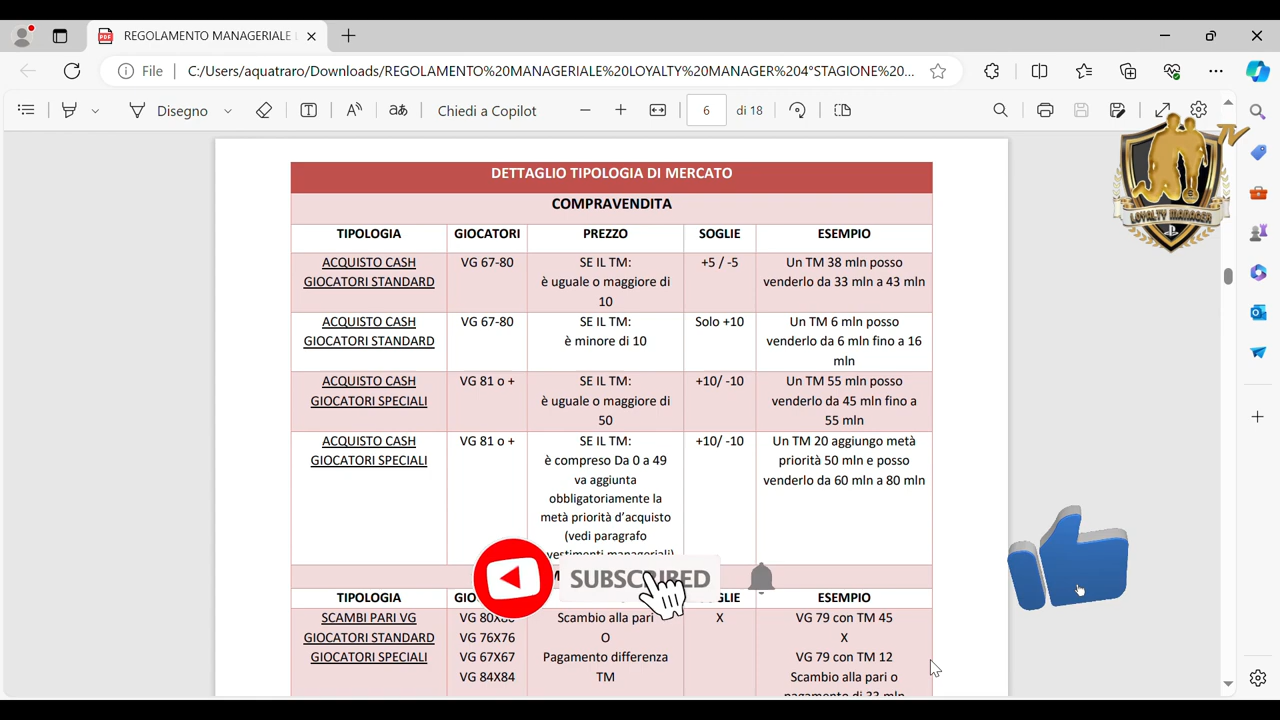 REGOLAMENTO MANAGERIALE
File
C:/Users/aquatraro/Downloads/REGOLAMENTO%20MANAGERIALE%20LOYALTY%20MANAGER%204°STAGIONE%20...
Disegno
Chiedi a Copilot
6
di 18
TV
LOYALTY MANAGER
DETTAGLIO TIPOLOGIA DI MERCATO
COMPRAVENDITA
TIPOLOGIA GIOCATORI PREZZO SOGLIE ESEMPIO
ACQUISTO CASH VG 67-80 SE IL TM: +5 / -5 Un TM 38 mln posso
GIOCATORI STANDARD è uguale o maggiore di venderlo da 33 mln a 43 mln
10
ACQUISTO CASH VG 67-80 SE IL TM: Solo +10 Un TM 6 mln posso
GIOCATORI STANDARD è minore di 10 venderlo da 6 mln fino a 16
mln
ACQUISTO CASH VG 81 o + SE IL TM: +10/ -10 Un TM 55 mln posso
GIOCATORI SPECIALI è uguale o maggiore di venderlo da 45 mln fino a
50 55 mln
ACQUISTO CASH VG 81 o + SE IL TM: +10/ -10 Un TM 20 aggiungo metà
GIOCATORI SPECIALI è compreso Da 0 a 49 priorità 50 mln e posso
va aggiunta venderlo da 60 mln a 80 mln
obbligatoriamente la
metà priorità d'acquisto
(vedi paragrafo
manageriali)
SUBSCRIBED
TIPOLOGIA ESEMPIO
SCAMBI PARI VG Scambio alla pari X VG 79 con TM 45
GIOCATORI STANDARD VG 76X76 O X
GIOCATORI SPECIALI VG 67X67 Pagamento differenza VG 79 con TM 12
VG 84X84 TM Scambio alla pari o
pagamento di 33 mln